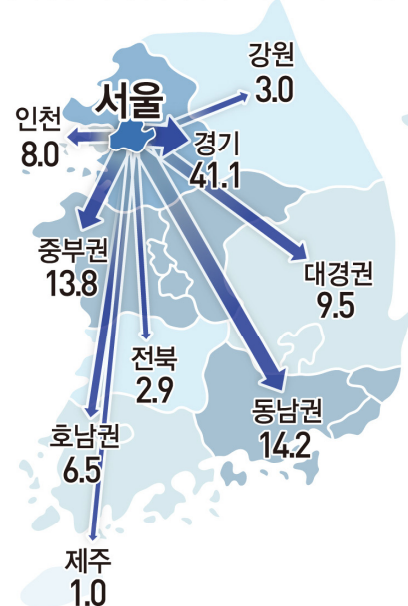 강원
3.0
서울
인천
8.0
경기
41.1
중부권
13.8
대경권
9.5
전북
2.9
동남권
14.2
호남권
6.5
제주
1.0